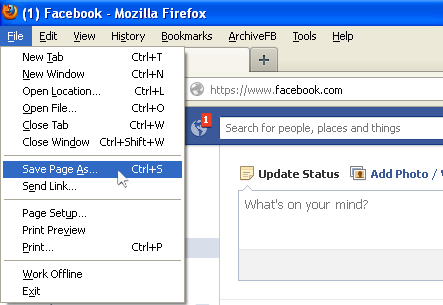 (1) Facebook - Mozilla Firefox
File Edit View History Bookmarks ArchiveFB Tools Help
New Tab Ctrl+T
New Window Ctrl+N
Open Location... Ctrl+L
Open File... Ctrl+O
Close Tab Ctrl+W
Close Window Ctrl+Shift+W
Save Page As... Ctrl+S
Send Link...
Page Setup...
Print Preview
Print... Ctrl+P
Work Offline
Exit
https://www.facebook.com
1
Search for people, places and things
Update Status Add Photo /
What's on your mind?